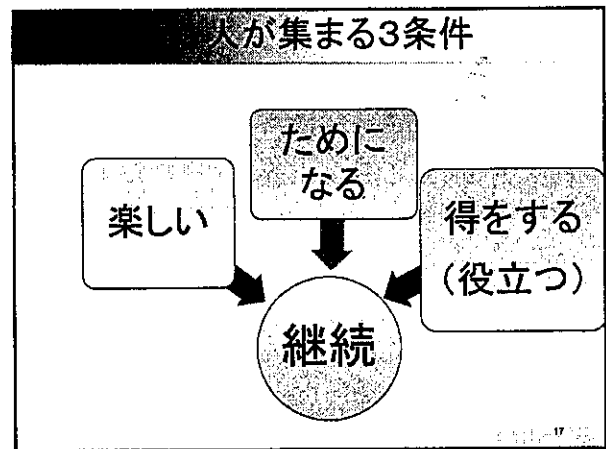 人が集まる3条件
ために
なる
楽しい
得をする
(役立つ)
継続
17